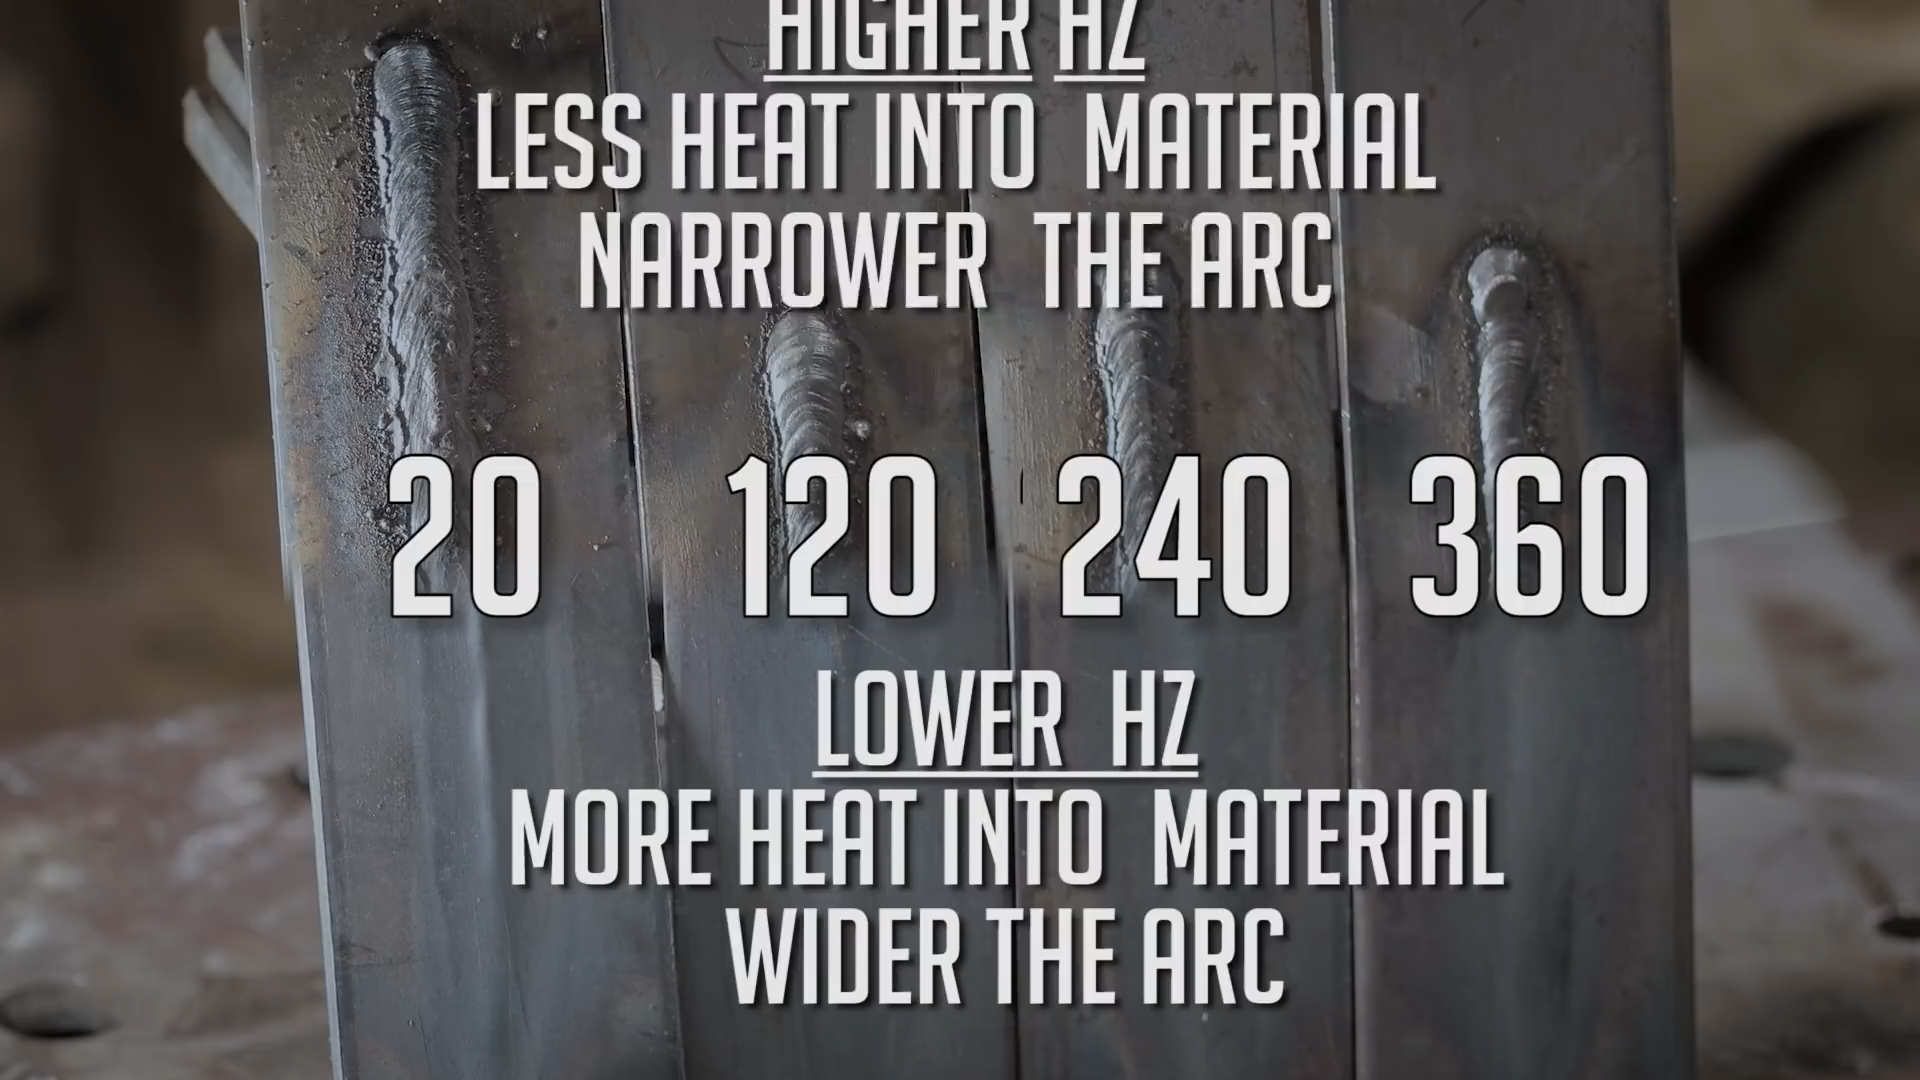 HIGHER HZ
LESS HEAT INTO MATERIAL
NARROWER THE ARC
20 120 240 360
LOWER HZ
MORE HEAT INTO MATERIAL
WIDER THE ARC